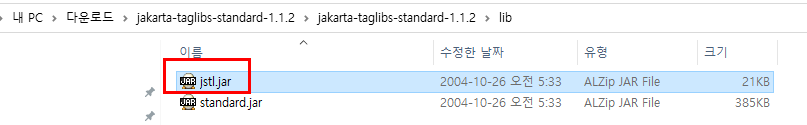 › 내 PC › 다운로드 › jakarta-taglibs-standard-1.1.2 › jakarta-taglibs-standard-1.1.2 › lib
이름 수정한 날짜 유형 크기
jstl.jar 2004-10-26 오전 5:33 ALZip JAR File 21KB
standard.jar 2004-10-26 오전 5:33 ALZip JAR File 385KB